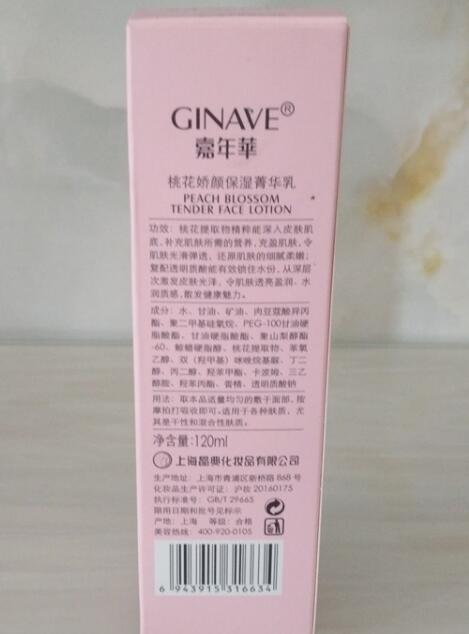 GINAVE®
嘉年華
桃花娇颜保湿菁华乳
PEACH BLOSSOM
TENDER FACE LOTION
功效：桃花提取物精粹能深入皮肤肌
底，补充肌肤所需的营养，充盈肌肤，令
肌肤光滑弹透，还原肌肤的细腻柔嫩；
复配透明质酸能有效锁住水份，从深层
次激发皮肤光泽，令肌肤透亮盈润、水
润质感，散发健康魅力。
成分：水、甘油、矿油、肉豆蔻酸异丙
酯、聚二甲基硅氧烷、PEG-100甘油硬
脂酸酯、甘油硬脂酸酯、聚山梨醇酯
-60、鲸蜡硬脂醇、桃花提取物、苯氧
乙醇、双（羟甲基）咪唑烷基脲、丁二
醇、丙二醇、羟苯甲酯、卡波姆、三乙
醇胺、羟苯丙酯、香精、透明质酸钠
用法：取本品适量均匀的敷于面部，按
摩拍打吸收即可。适用于各种肤质，尤
其是干性和混合性肤质。
净含量:120ml
上海晶典化妆品有限公司
生产地址：上海市青浦区新桥路 868 号
化妆品生产许可证：沪妆 20160175
执行标准号：GB/T 29665
限用日期和批号见标示
产地：上海 等级：合格
美容热线：400-920-0105
6 943915 316634